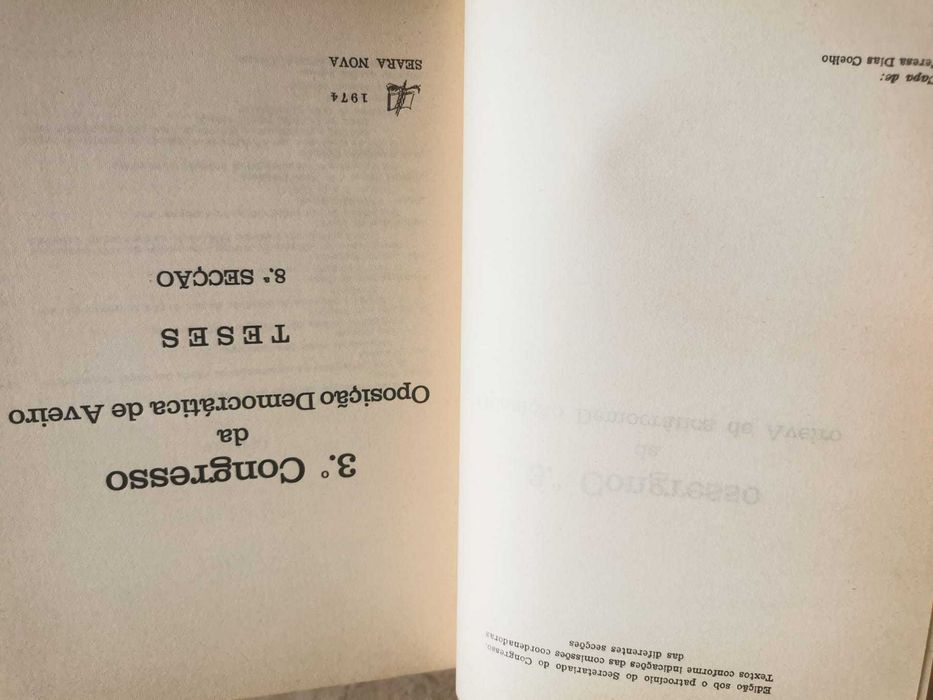 Edição sob o patrocínio do Secretariado do Congresso.
Textos conforme indicações das comissões coordenadoras
das diferentes secções
Capa de:
Teresa Dias Coelho
3.º Congresso
da
Oposição Democrática de Aveiro
TESES
8.ª SECÇÃO
1974
SEARA NOVA